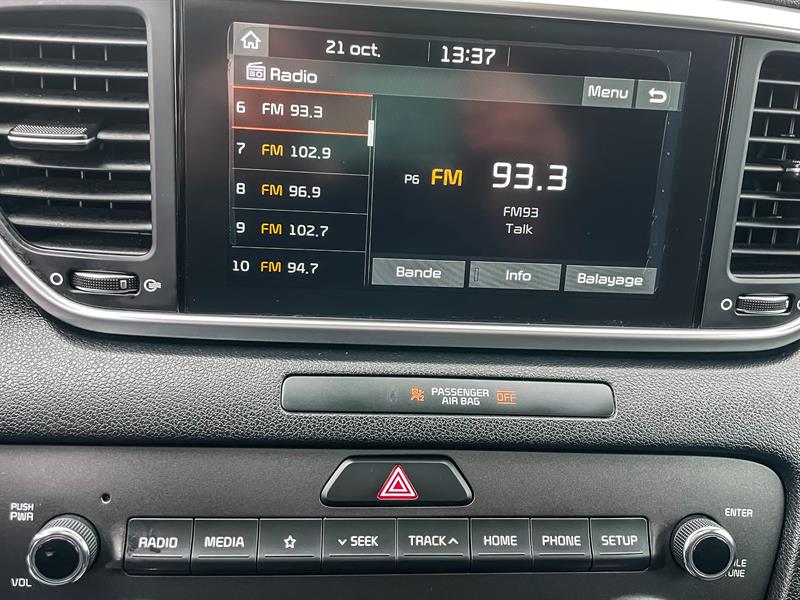 21 oct. 13:37
Radio
Menu
6 FM 93.3
7 FM 102.9
8 FM 96.9
9 FM 102.7
10 FM 94.7
P6 FM 93.3
FM93
Talk
Bande Info Balayage
PASSENGER
AIR BAG OFF
PUSH
PWR
VOL
RADIO MEDIA SEEK TRACK HOME PHONE SETUP
ENTER